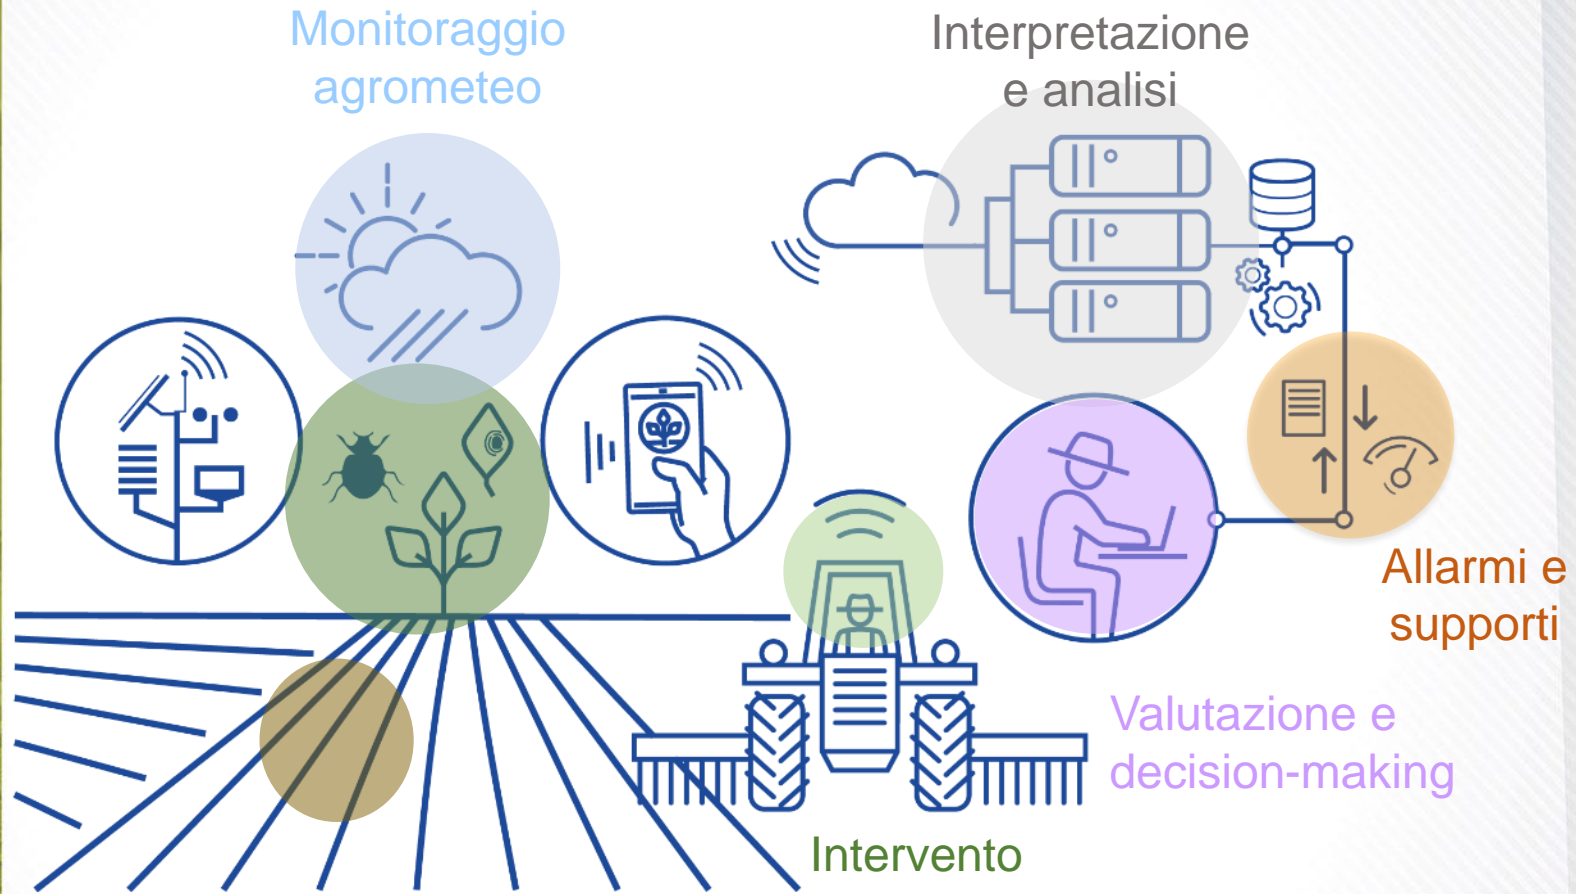 Monitoraggio
agrometeo
Interpretazione
e analisi
Allarmi e
supporti
Valutazione e
decision-making
Intervento